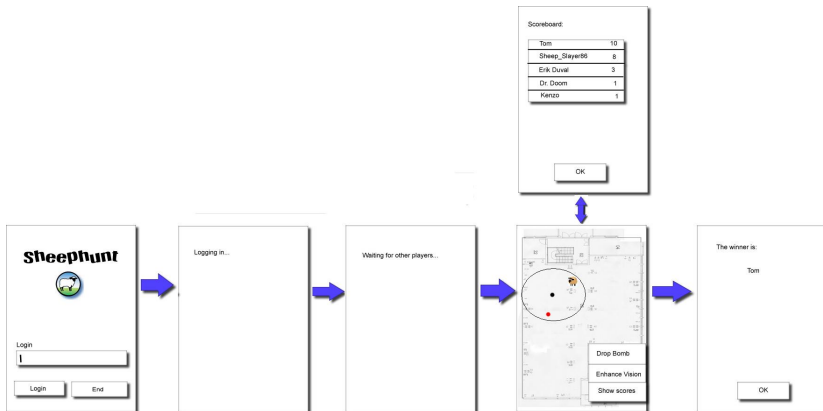 Scoreboard:
Tom 10
Sheep_Slayer86 8
Erik Duval 3
Dr. Doom 1
Kenzo 1
OK
Sheephunt
Login
Login End
Logging in...
Waiting for other players...
Drop Bomb
Enhance Vision
Show scores
The winner is:
Tom
OK